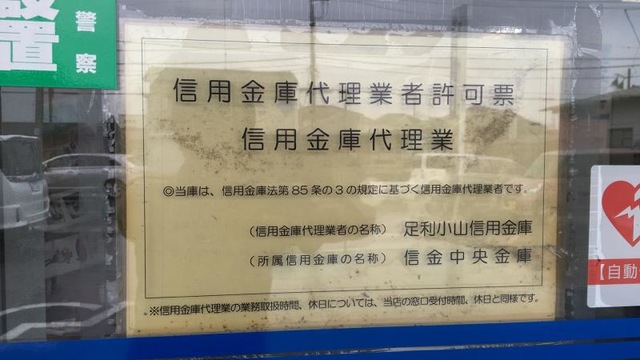 設置
警察
信用金庫代理業者許可票
信用金庫代理業
◎当庫は、信用金庫法第85条の3の規定に基づく信用金庫代理業者です。
(信用金庫代理業者の名称) 足利小山信用金庫
(所属信用金庫の名称) 信金中央金庫
※信用金庫代理業の業務取扱時間、休日については、当店の窓口受付時間、休日と同様です。
【自動